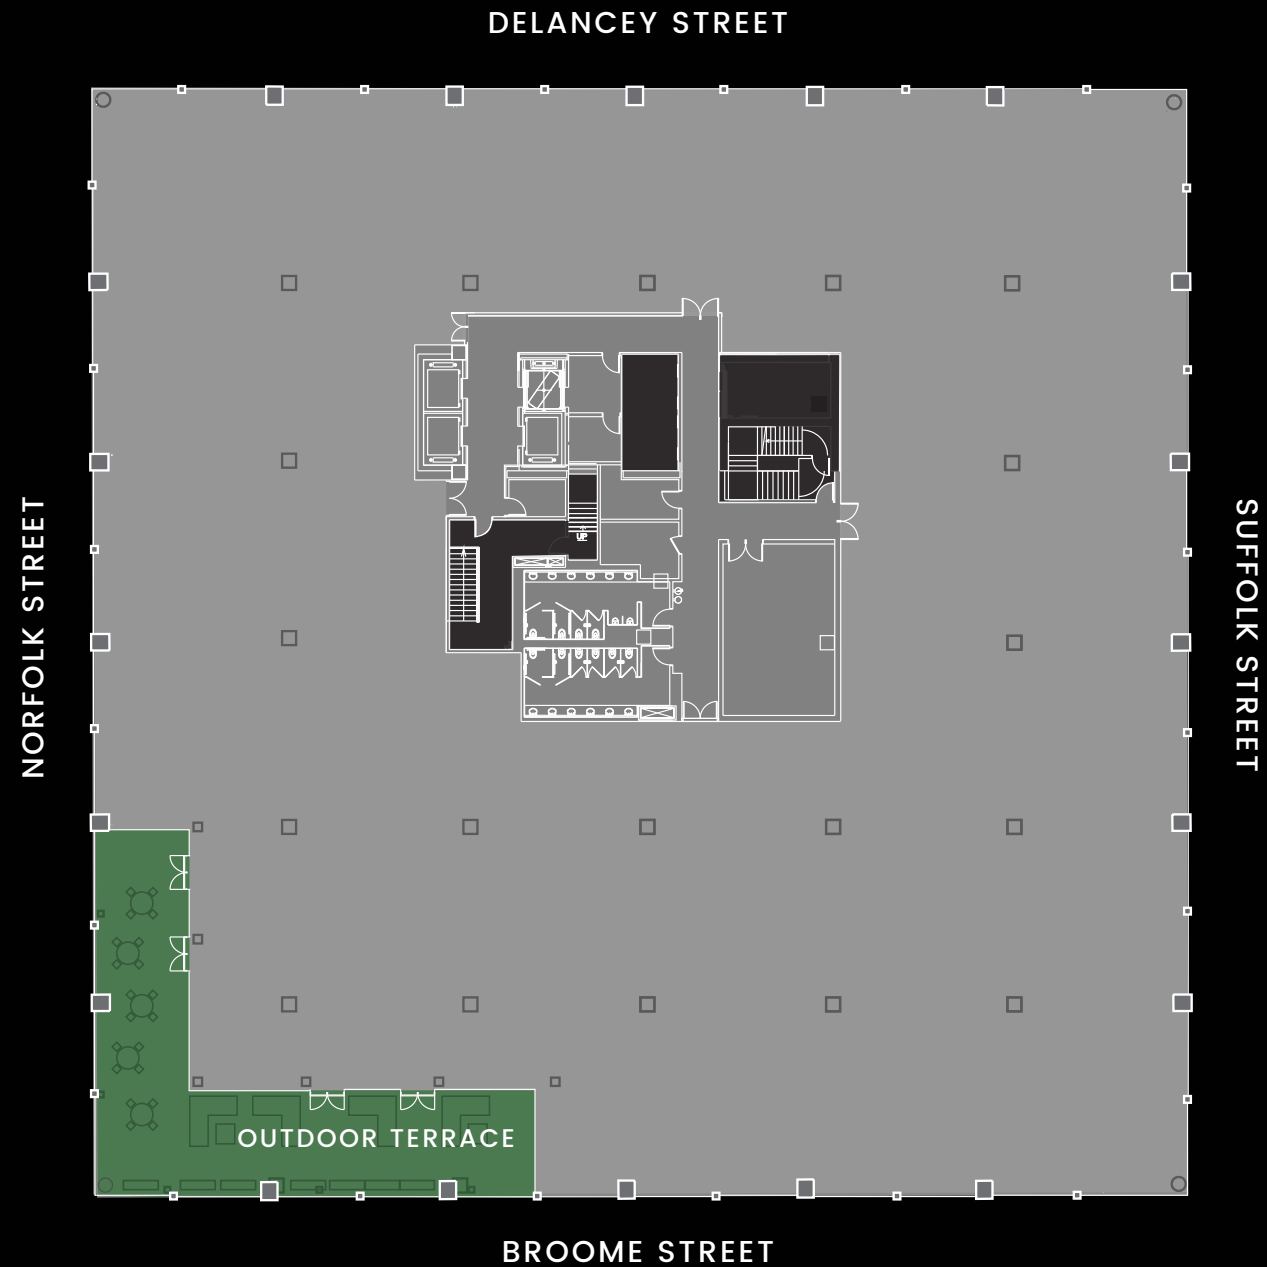 DELANCEY STREET
NORFOLK STREET
SUFFOLK STREET
UP
OUTDOOR TERRACE
BROOME STREET